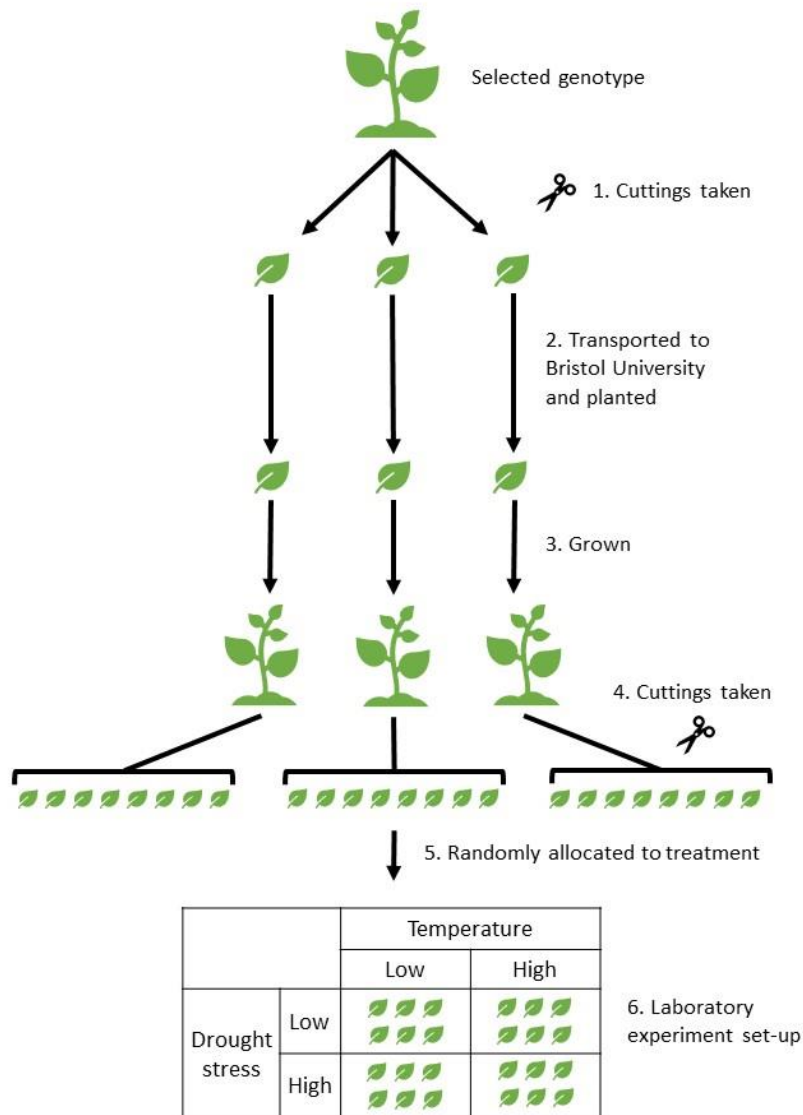 Selected genotype
1. Cuttings taken
2. Transported to
Bristol University
and planted
3. Grown
4. Cuttings taken
5. Randomly allocated to treatment
Temperature
Low
High
Drought
stress
Low
High
6. Laboratory
experiment set-up